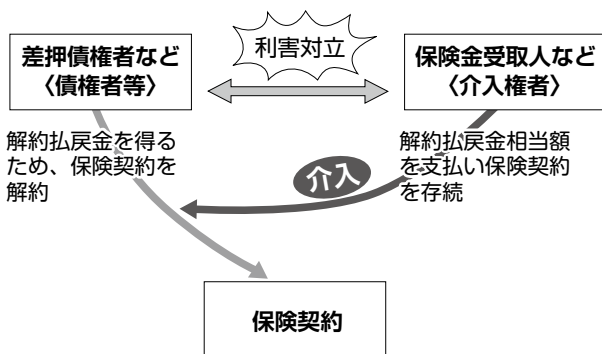 差押債権者など
〈債権者等〉
利害対立
保険金受取人など
〈介入権者〉
解約払戻金を得る
ため、保険契約を
解約
解約払戻金相当額
を支払い保険契約
を存続
介入
保険契約